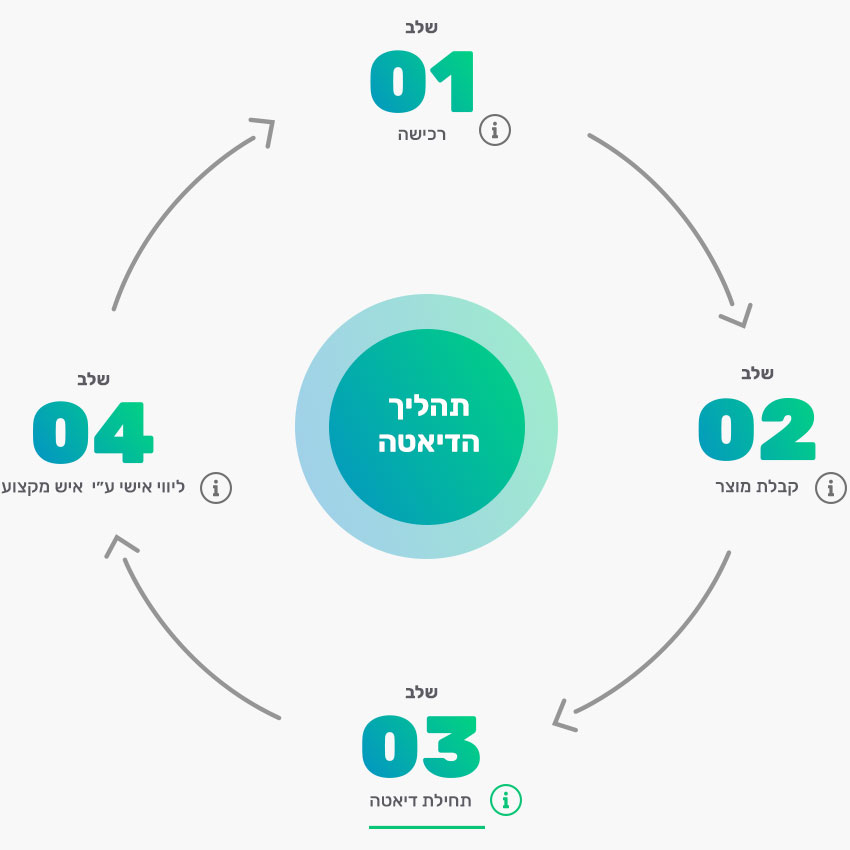 שלב
01
רכישה
שלב
02
קבלת מוצר
שלב
03
תחילת דיאטה
שלב
04
ליווי אישי ע״י איש מקצוע
תהליך
הדיאטה